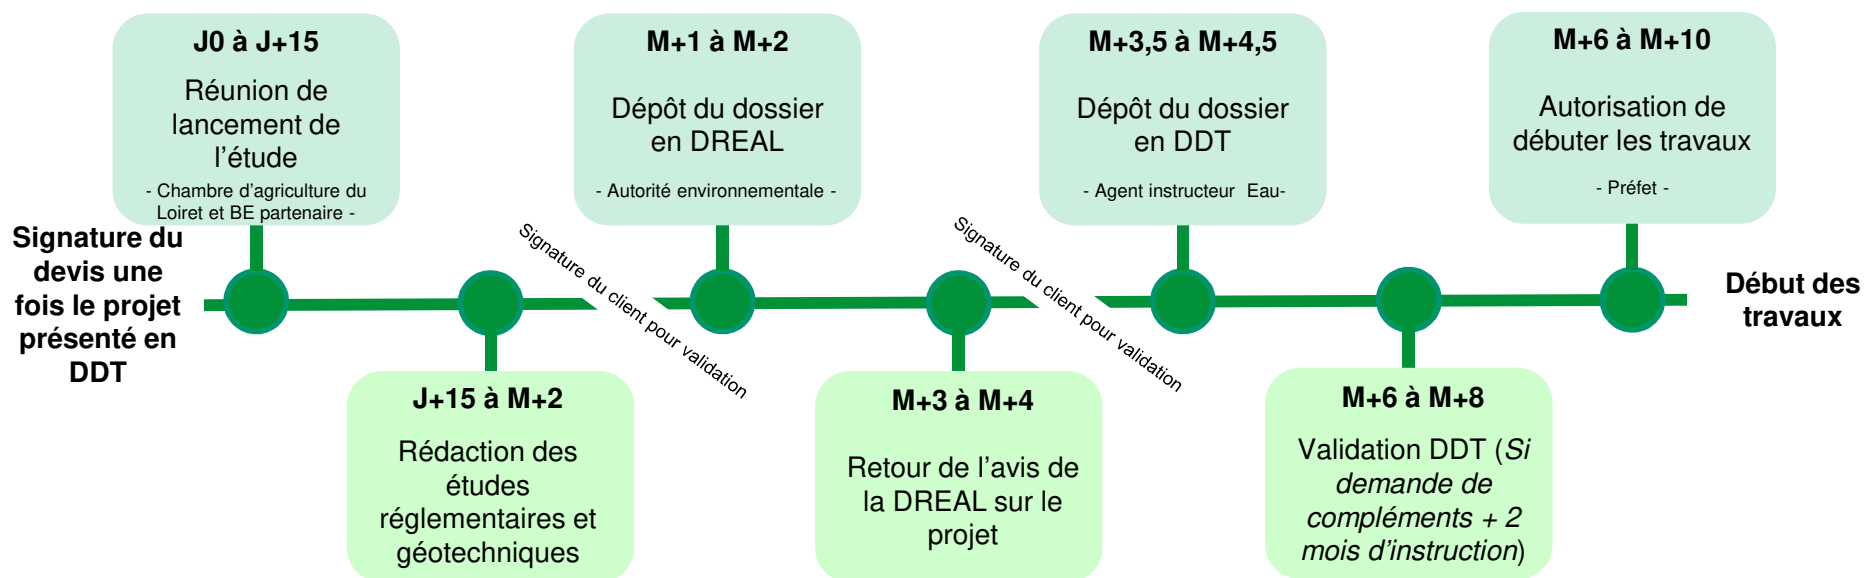 Signature du
devis une
fois le projet
présenté en
DDT
J0 à J+15
Réunion de
lancement de
l’étude
- Chambre d’agriculture du
Loiret et BE partenaire -
J+15 à M+2
Rédaction des
études
réglementaires et
géotechniques
Signature du client pour validation
M+1 à M+2
Dépôt du dossier
en DREAL
- Autorité environnementale -
M+3 à M+4
Retour de l’avis de
la DREAL sur le
projet
Signature du client pour validation
M+3,5 à M+4,5
Dépôt du dossier
en DDT
- Agent instructeur Eau-
M+6 à M+8
Validation DDT (Si
demande de
compléments + 2
mois d’instruction)
M+6 à M+10
Autorisation de
débuter les travaux
- Préfet -
Début des
travaux